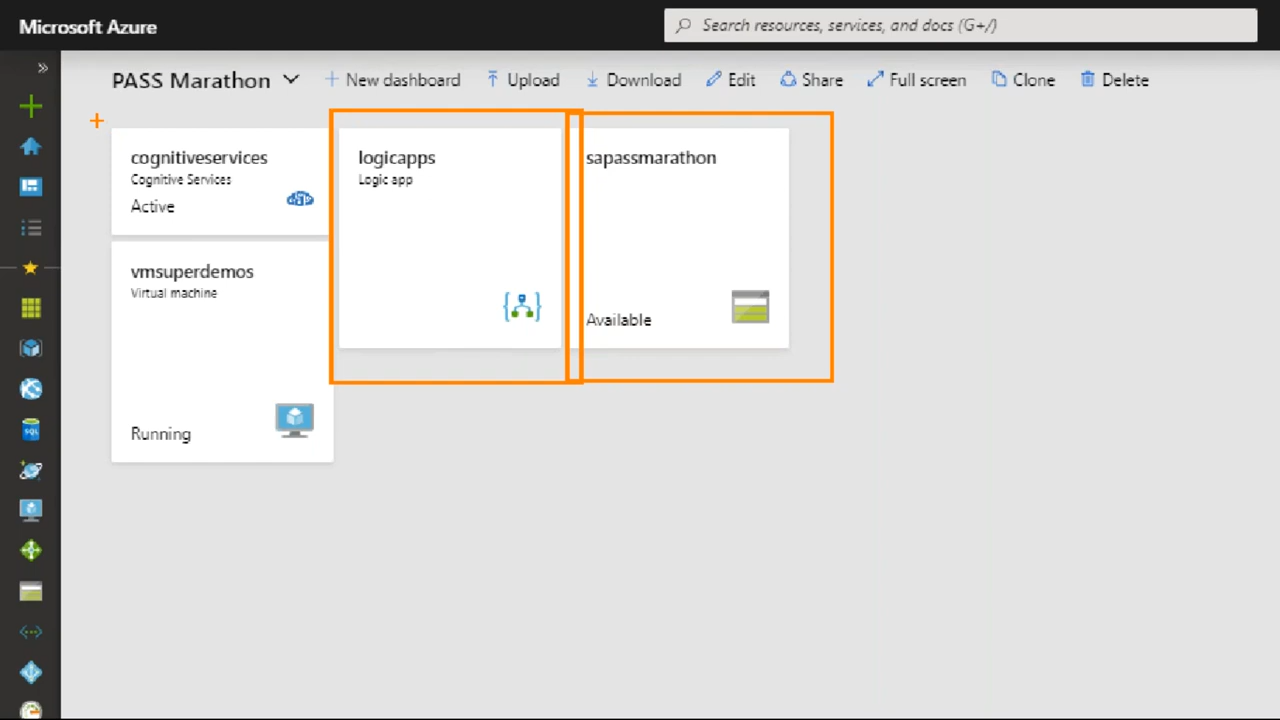 Microsoft Azure
Search resources, services, and docs (G+/)
PASS Marathon
New dashboard
Upload
Download
Edit
Share
Full screen
Clone
Delete
cognitiveservices
Cognitive Services
Active
logicapps
Logic app
sapassmarathon
Available
vmsuperdemos
Virtual machine
Running
SQL